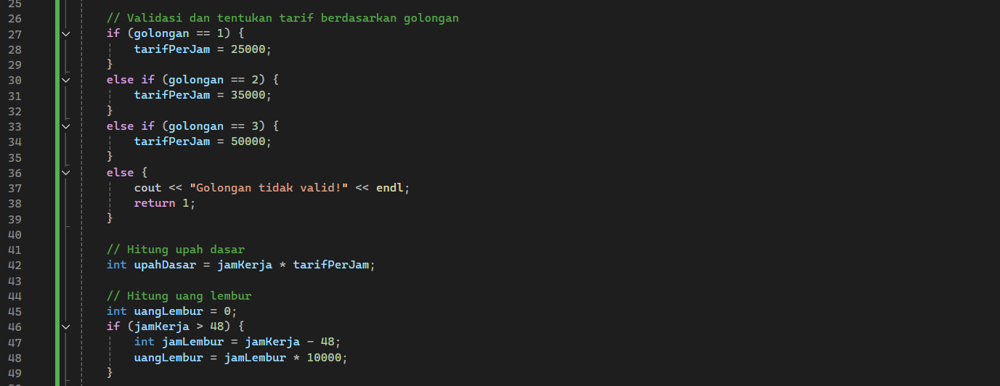 25
26 // Validasi dan tentukan tarif berdasarkan golongan
27 if (golongan == 1) {
28 tarifPerJam = 25000;
29 }
30 else if (golongan == 2) {
31 tarifPerJam = 35000;
32 }
33 else if (golongan == 3) {
34 tarifPerJam = 50000;
35 }
36 else {
37 cout << "Golongan tidak valid!" << endl;
38 return 1;
39 }
40
41 // Hitung upah dasar
42 int upahDasar = jamKerja * tarifPerJam;
43
44 // Hitung uang lembur
45 int uangLembur = 0;
46 if (jamKerja > 48) {
47 int jamLembur = jamKerja - 48;
48 uangLembur = jamLembur * 10000;
49 }